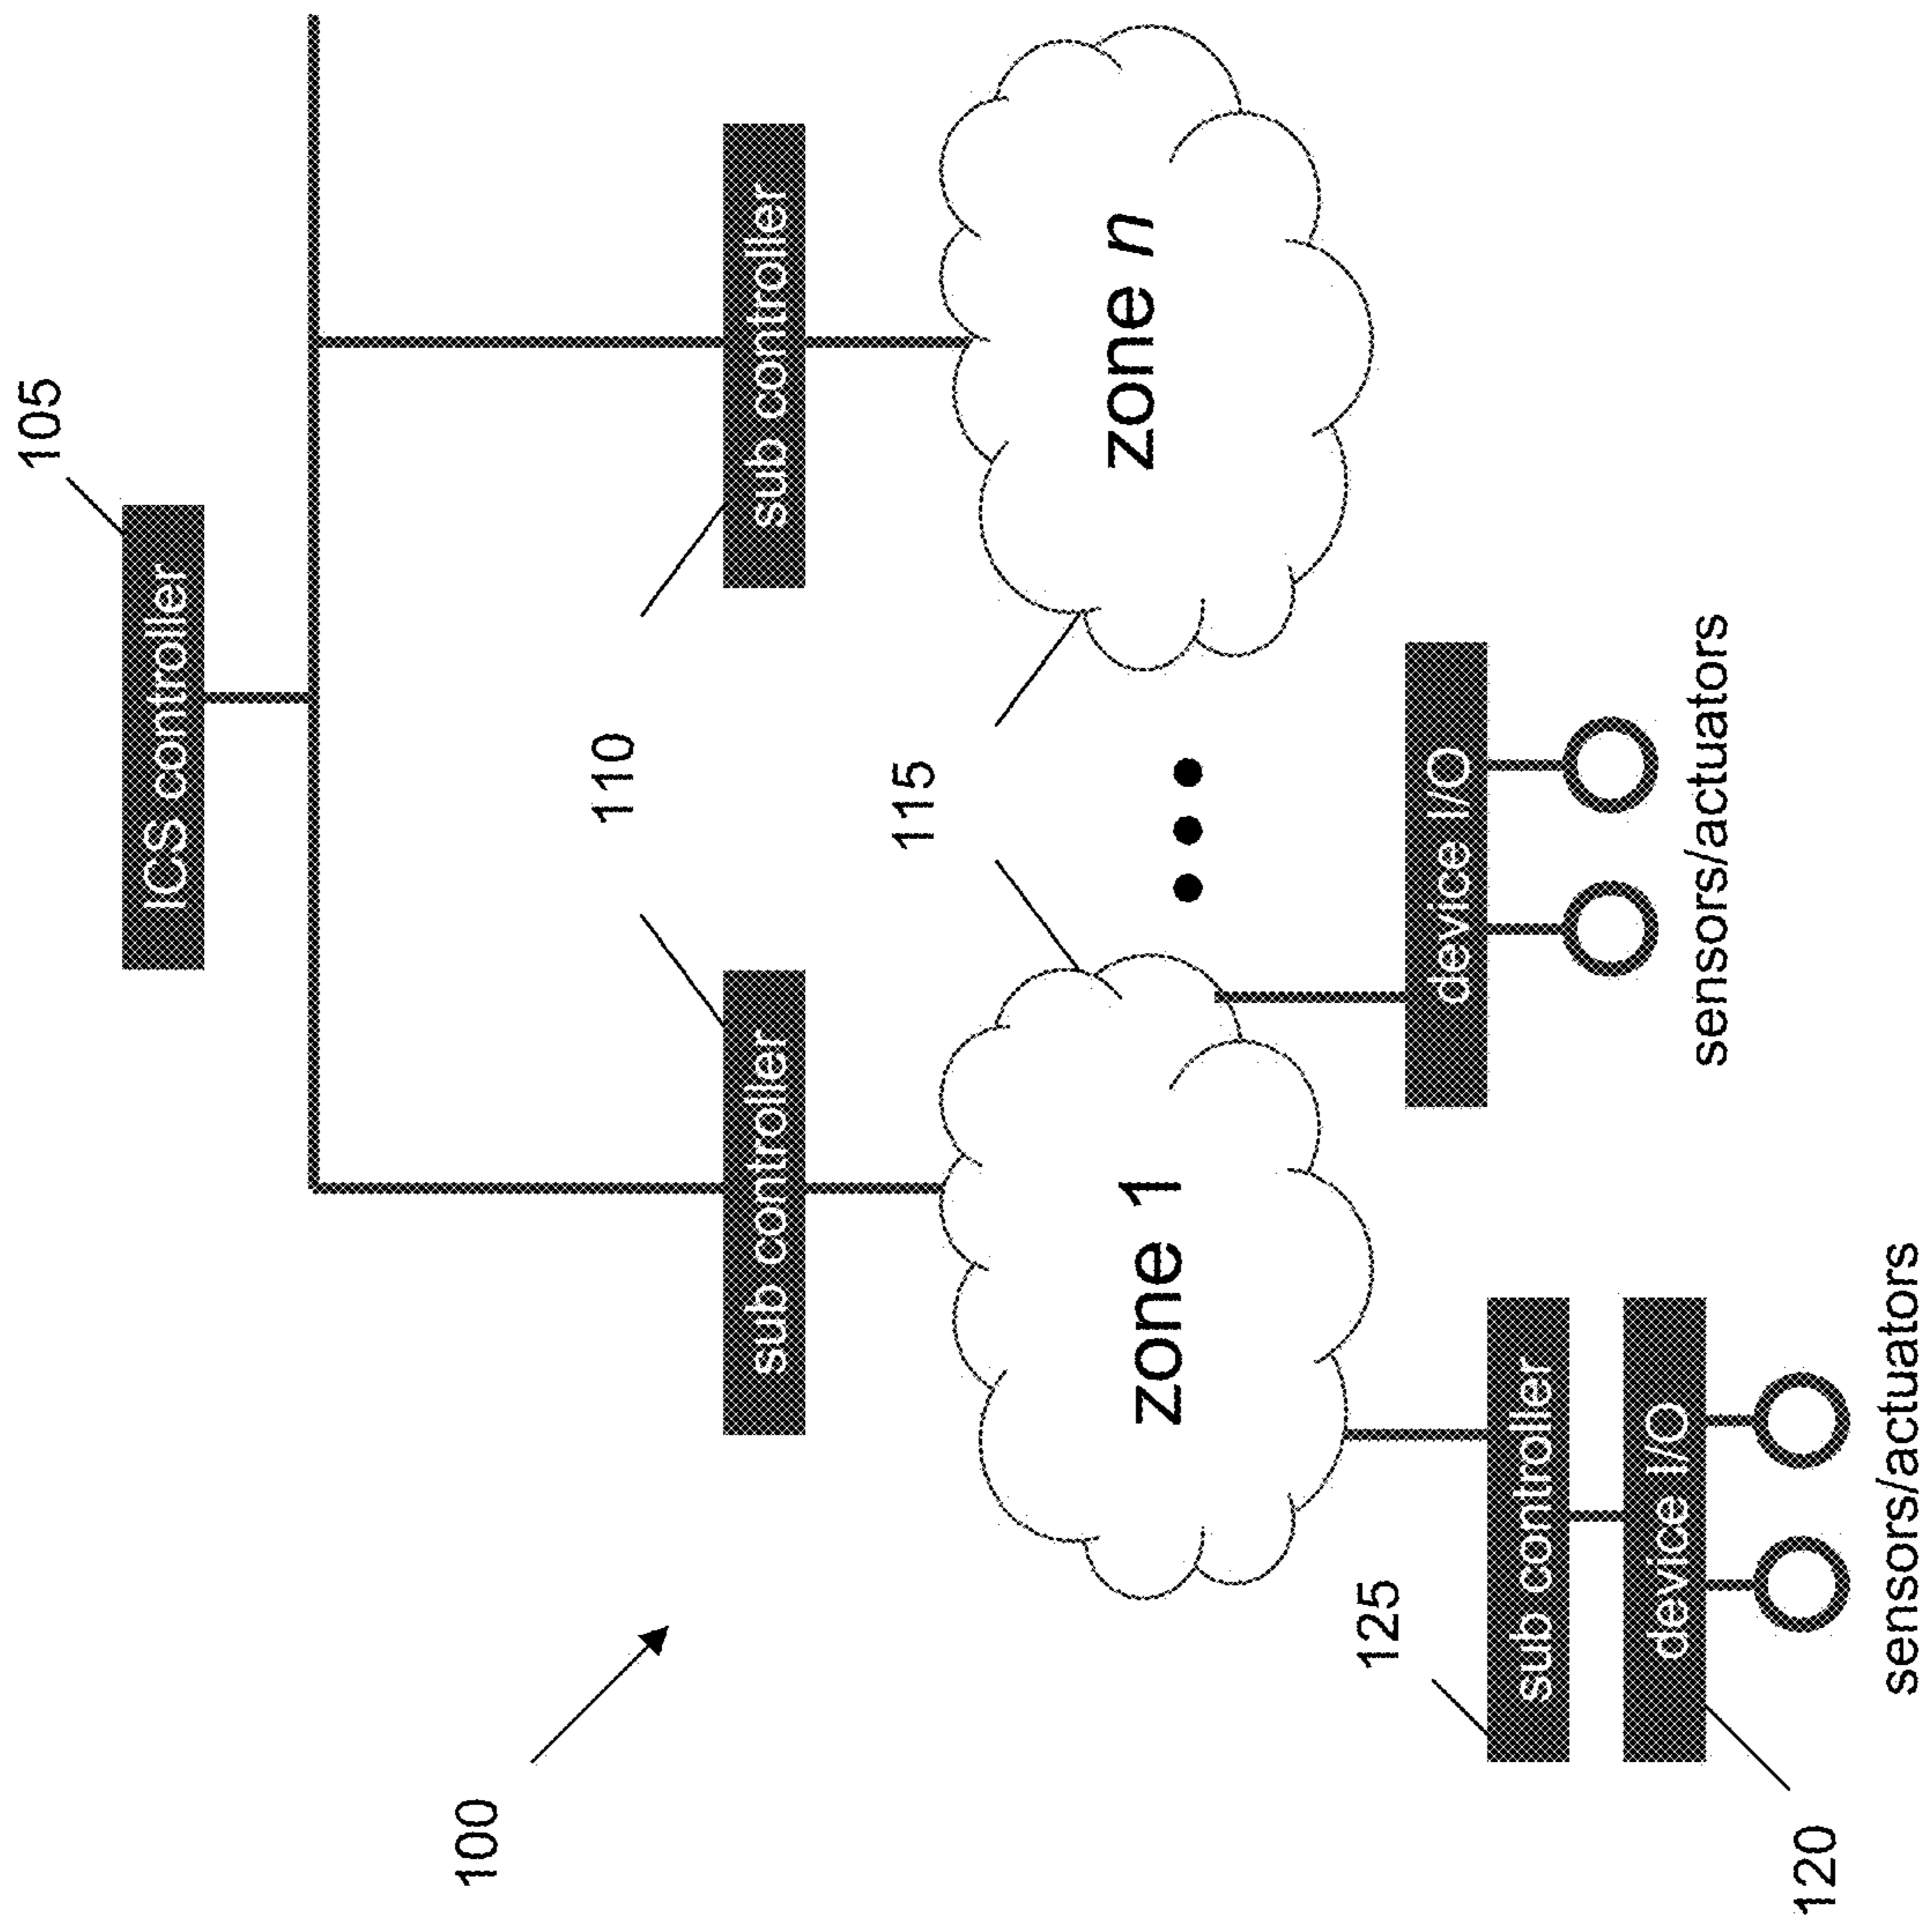 105
ICS controller
110
sub controller
sub controller
115
zone 1
zone n
100
125
sub controller
device I/O
device I/O
sensors/actuators
sensors/actuators
120